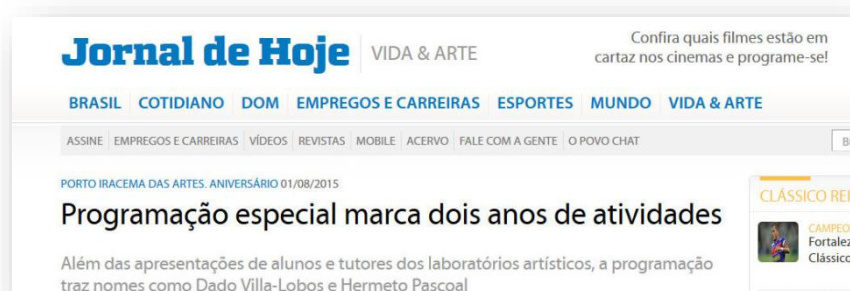 Jornal de Hoje VIDA & ARTE
Confira quais filmes estão em
cartaz nos cinemas e programe-se!
BRASIL COTIDIANO DOM EMPREGOS E CARREIRAS ESPORTES MUNDO VIDA & ARTE
ASSINE EMPREGOS E CARREIRAS VÍDEOS REVISTAS MOBILE ACERVO FALE COM A GENTE O POVO CHAT
PORTO IRACEMA DAS ARTES. ANIVERSÁRIO 01/08/2015
Programação especial marca dois anos de atividades
Além das apresentações de alunos e tutores dos laboratórios artísticos, a programação
traz nomes como Dado Villa-Lobos e Hermeto Pascoal
CLÁSSICO
Clássico